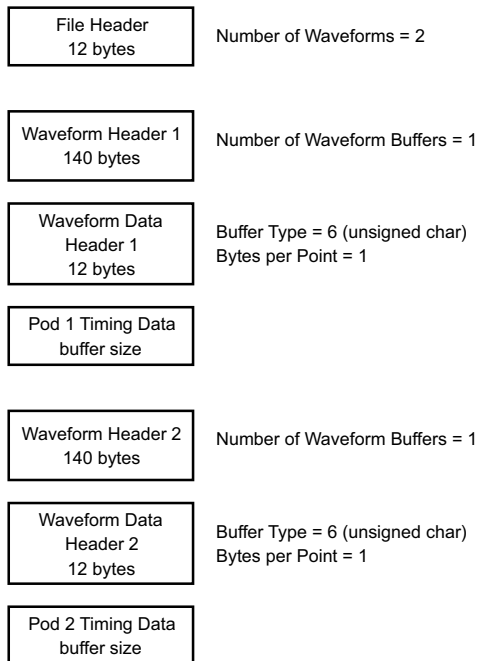 File Header
12 bytes
Number of Waveforms = 2
Waveform Header 1
140 bytes
Number of Waveform Buffers = 1
Waveform Data
Header 1
12 bytes
Buffer Type = 6 (unsigned char)
Bytes per Point = 1
Pod 1 Timing Data
buffer size
Waveform Header 2
140 bytes
Number of Waveform Buffers = 1
Waveform Data
Header 2
12 bytes
Buffer Type = 6 (unsigned char)
Bytes per Point = 1
Pod 2 Timing Data
buffer size